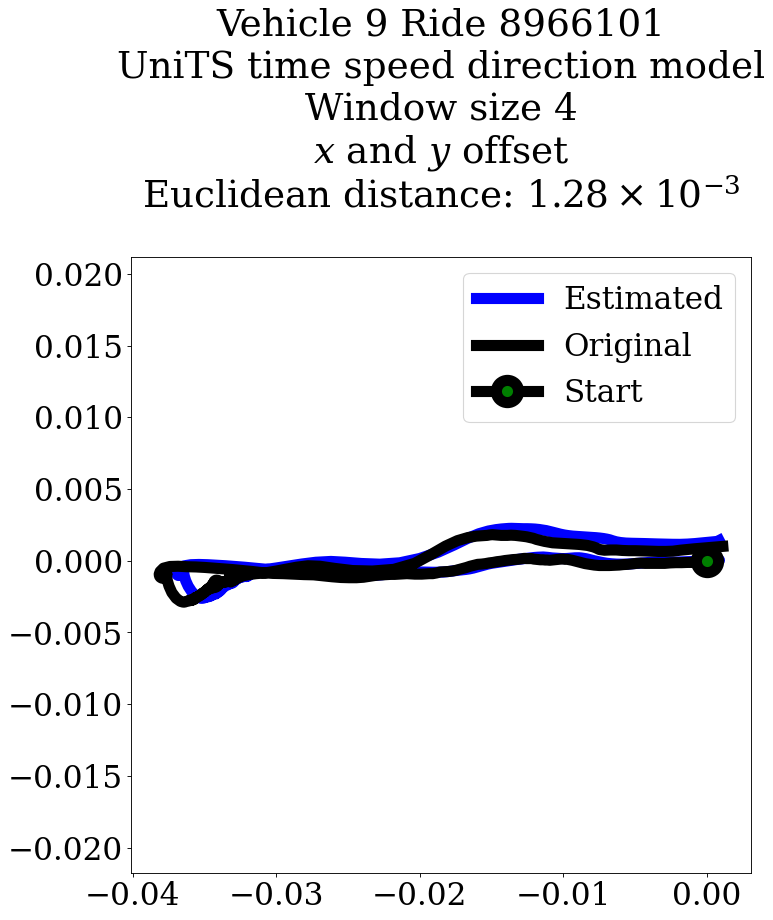 Vehicle 9 Ride 8966101
UniTS time speed direction model
Window size 4
x and y offset
Euclidean distance: 1.28 × 10⁻³
Estimated
Original
Start
0.020
0.015
0.010
0.005
0.000
−0.005
−0.010
−0.015
−0.020
−0.04 −0.03 −0.02 −0.01 0.00